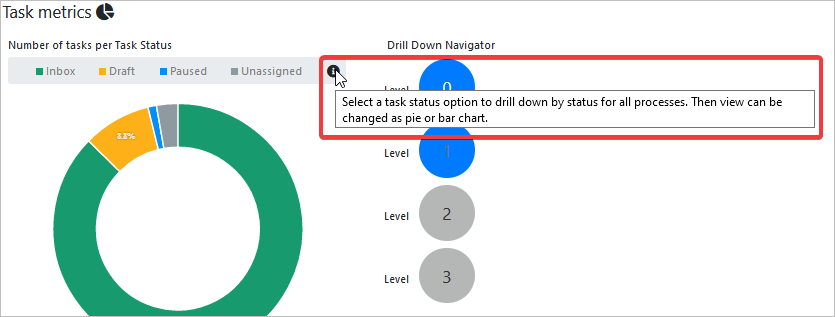 Task metrics
Number of tasks per Task Status
Inbox Draft Paused Unassigned
8.8%
Drill Down Navigator
Level 0
Select a task status option to drill down by status for all processes. Then view can be
changed as pie or bar chart.
Level 1
Level 2
Level 3